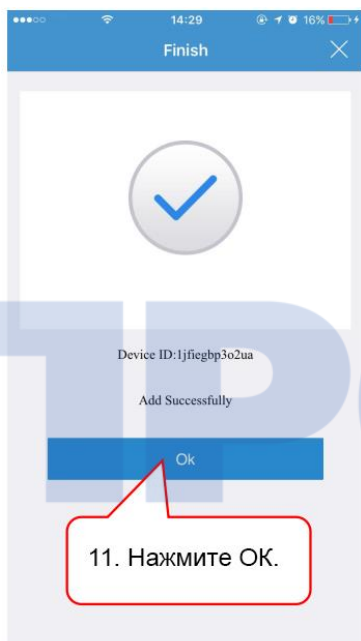 14:29
16%
Finish
Device ID:1jfiegbp3o2ua
Add Successfully
Ok
11. Нажмите ОК.